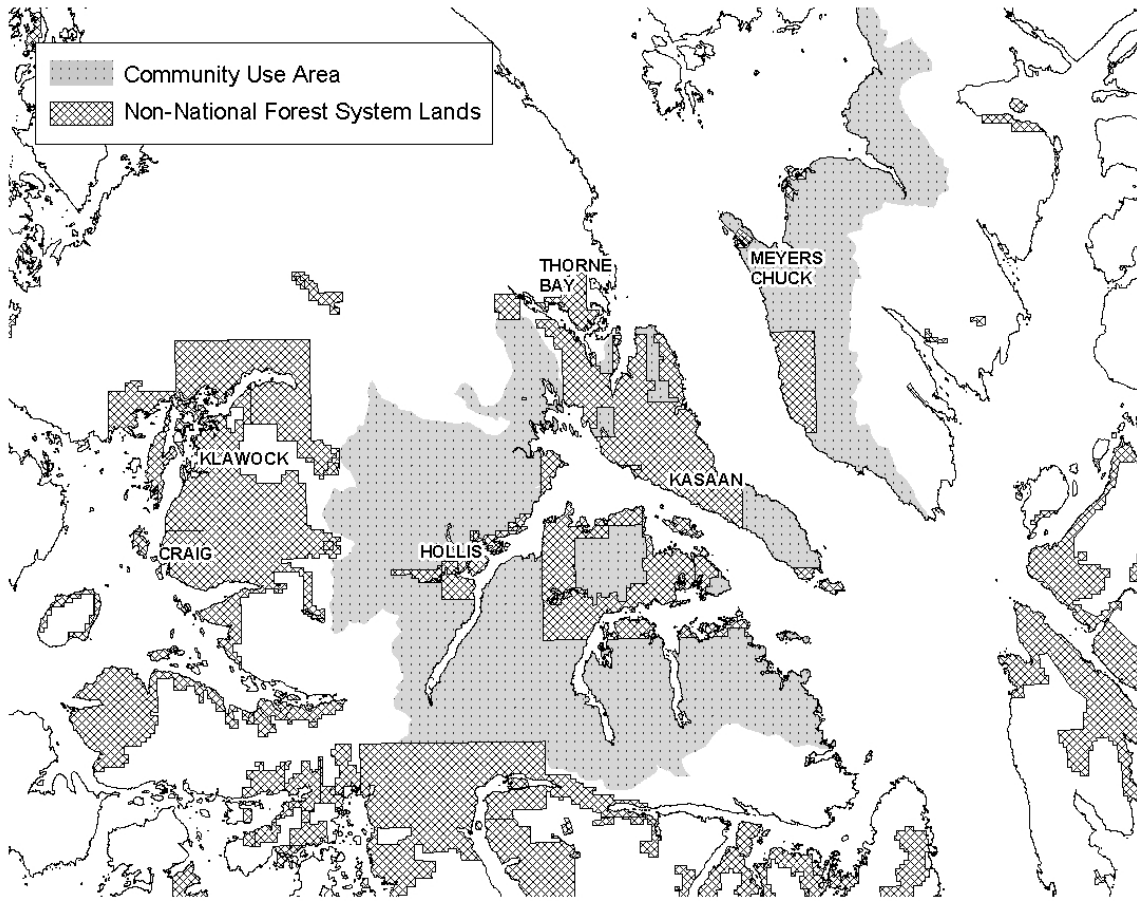 Community Use Area
Non-National Forest System Lands
THORNE
BAY
MEYERS
CHUCK
KLAWOCK
KASAAN
CRAIG
HOLLIS